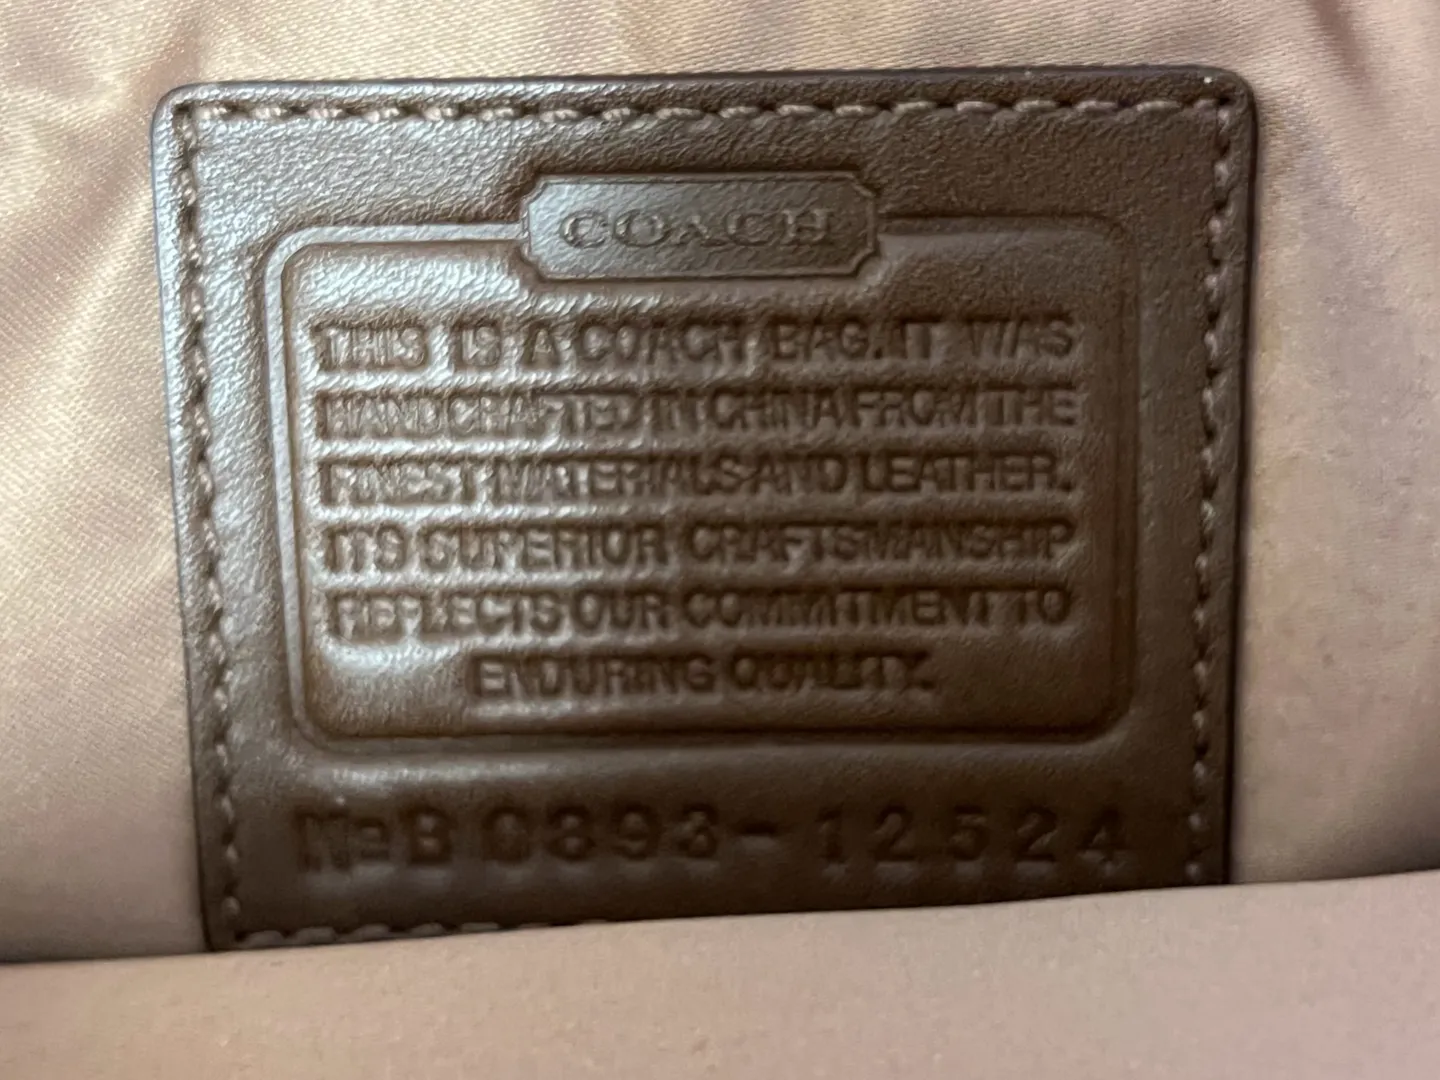 COACH
THIS IS A COACH BAG. IT WAS
HANDCRAFTED IN CHINA FROM THE
FINEST MATERIALS AND LEATHER.
ITS SUPERIOR CRAFTSMANSHIP
REFLECTS OUR COMMITMENT TO
ENDURING QUALITY.
№ B0893-12524